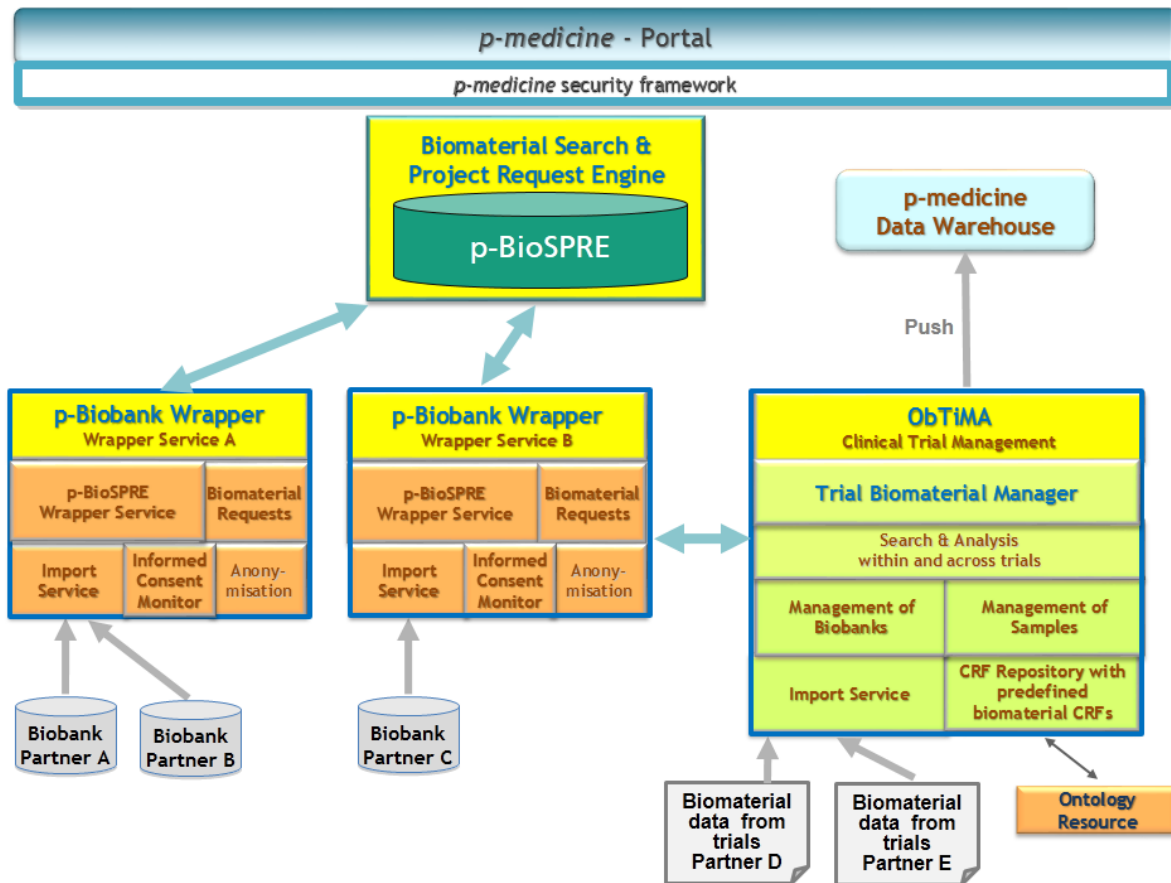 p-medicine - Portal
p-medicine security framework
Biomaterial Search &
Project Request Engine
p-BioSPRE
p-medicine
Data Warehouse
Push
p-Biobank Wrapper
Wrapper Service A
p-BioSPRE
Wrapper Service
Biomaterial
Requests
Import
Service
Informed
Consent
Monitor
Anony-
misation
p-Biobank Wrapper
Wrapper Service B
p-BioSPRE
Wrapper Service
Biomaterial
Requests
Import
Service
Informed
Consent
Monitor
Anony-
misation
ObTiMA
Clinical Trial Management
Trial Biomaterial Manager
Search & Analysis
within and across trials
Management of
Biobanks
Management of
Samples
Import Service
CRF Repository with
predefined
biomaterial CRFs
Biobank
Partner A
Biobank
Partner B
Biobank
Partner C
Biomaterial
data from
trials
Partner D
Biomaterial
data from
trials
Partner E
Ontology
Resource